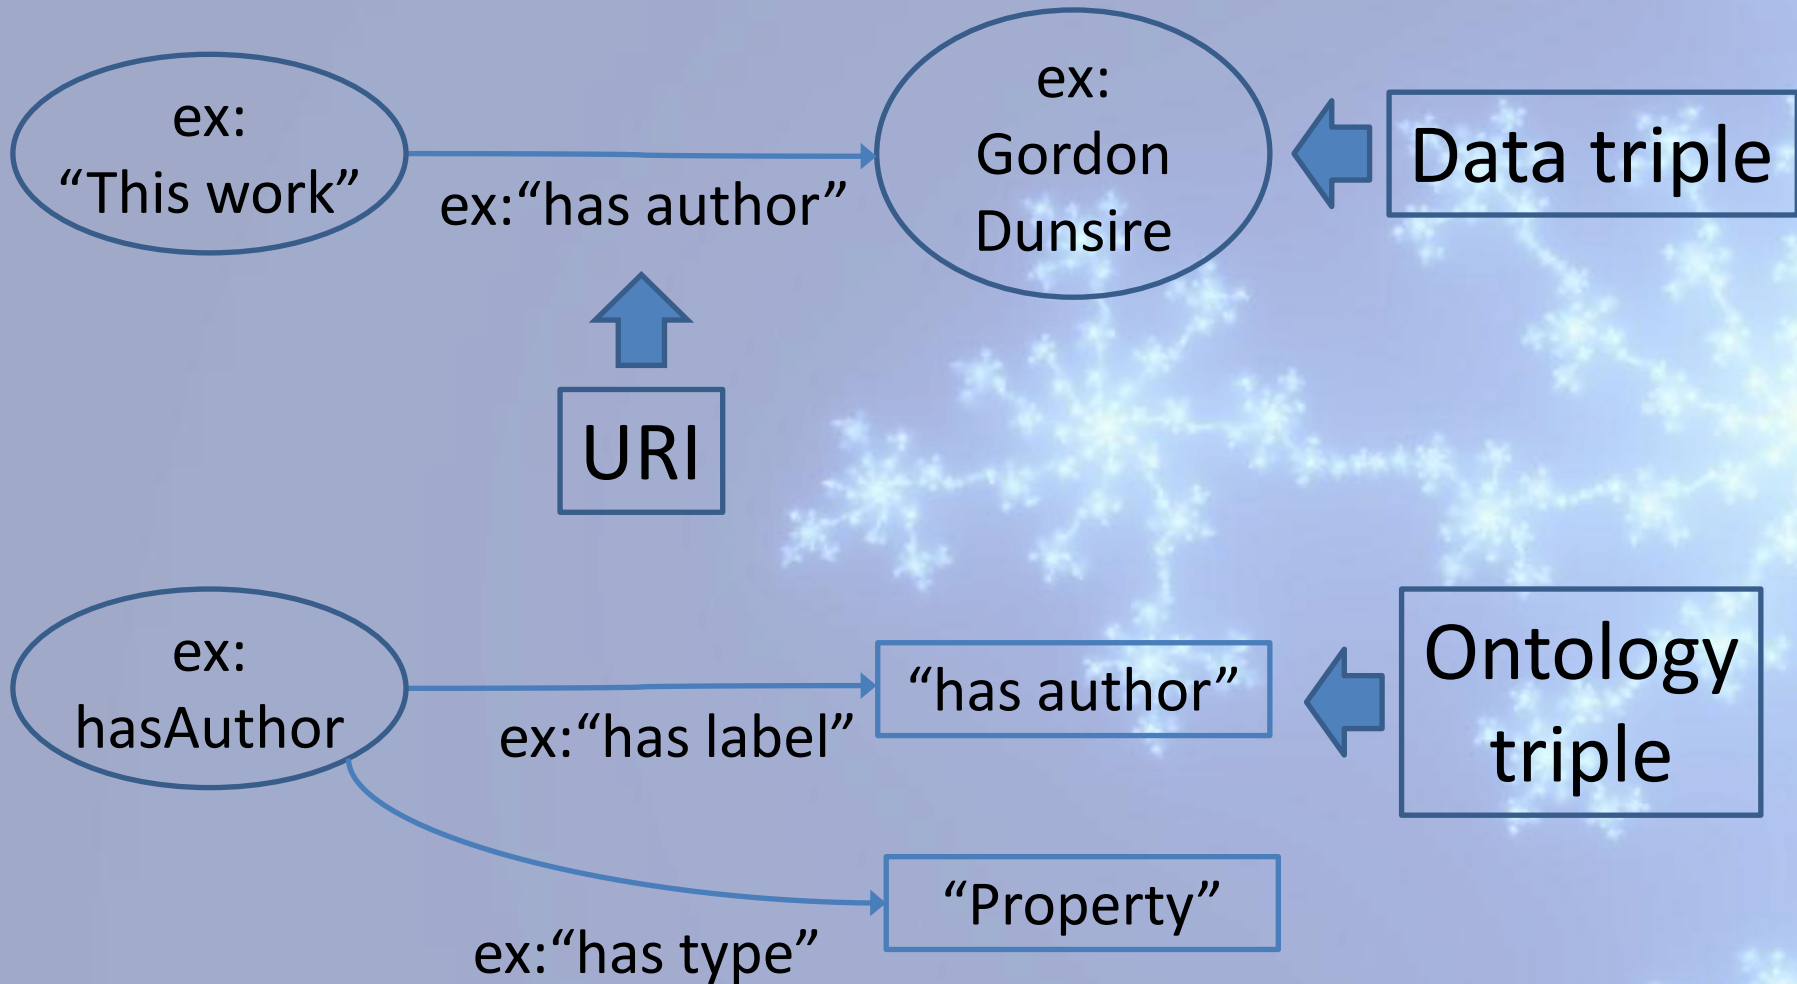 ex:
“This work”
ex:“has author”
ex:
Gordon
Dunsire
Data triple
URI
ex:
hasAuthor
ex:“has label”
“has author”
Ontology
triple
ex:“has type”
“Property”